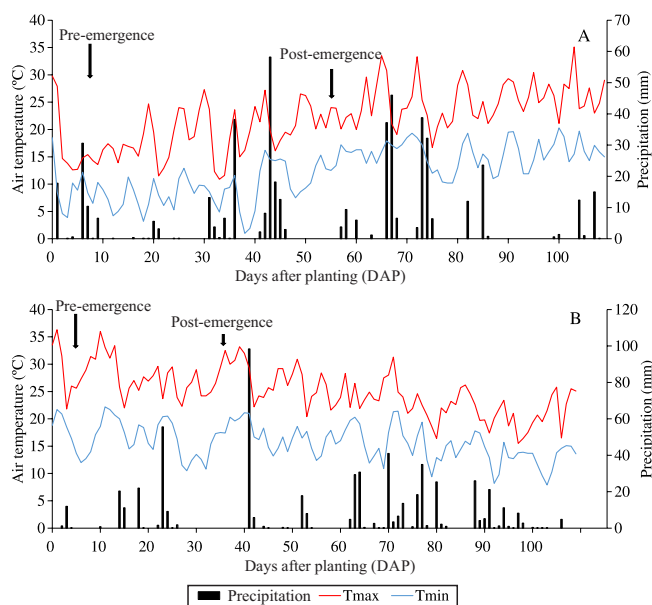 Pre-emergence
Post-emergence
A
Air temperature (ºC)
40
35
30
25
20
15
10
5
0
Precipitation (mm)
70
60
50
40
30
20
10
0
0 10 20 30 40 50 60 70 80 90 100
Days after planting (DAP)
Pre-emergence
Post-emergence
B
Air temperature (ºC)
40
35
30
25
20
15
10
5
0
Precipitation (mm)
120
100
80
60
40
20
0
0 10 20 30 40 50 60 70 80 90 100
Days after planting (DAP)
Precipitation Tmax Tmin